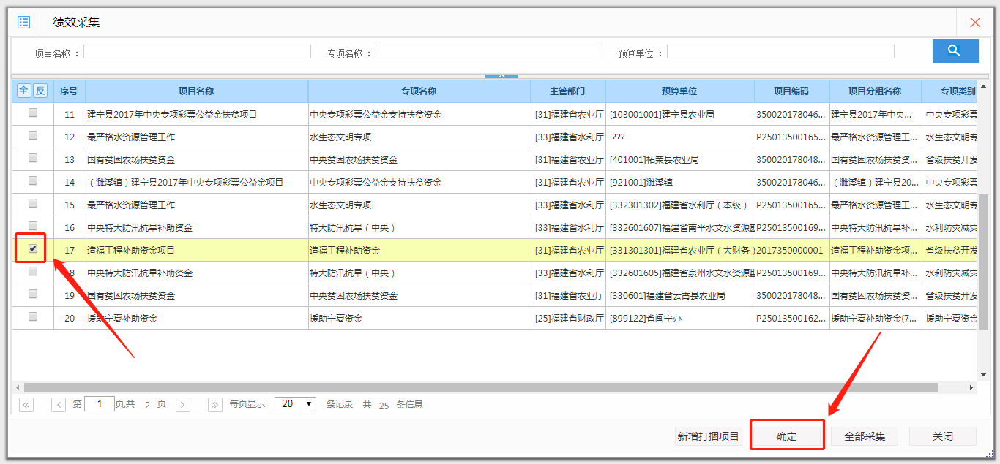 绩效采集
项目名称 ： 专项名称 ： 预算单位 ：
全 反 序号 项目名称 专项名称 主管部门 预算单位 项目编码 项目分组名称 专项类别
11 建宁县2017年中央专项彩票公益金扶贫项目 中央专项彩票公益金支持扶贫资金 [31]福建省农业厅 [103001001]建宁县农业局 350020178046... 建宁县2017年中央... 中央专项彩票
12 最严格水资源管理工作 水生态文明专项 [33]福建省水利厅 ??? P25013500165... 最严格水资源管理工... 水生态文明专
13 国有贫困农场扶贫资金 中央贫困农场扶贫资金 [31]福建省农业厅 [401001]柘荣县农业局 350020178048... 国有贫困农场扶贫资... 省级扶贫开发
14 （濉溪镇）建宁县2017年中央专项彩票公益金项目 中央专项彩票公益金支持扶贫资金 [31]福建省农业厅 [921001]濉溪镇 350020178046... （濉溪镇）建宁县20... 中央专项彩票
15 最严格水资源管理工作 水生态文明专项 [33]福建省水利厅 [332301302]福建省水利厅（本级） P25013500165... 最严格水资源管理工... 水生态文明专
16 中央特大防汛抗旱补助资金 特大防汛抗旱（中央） [33]福建省水利厅 [332601607]福建省南平水文水资源勘 P25013500169... 中央特大防汛抗旱补... 水利防灾减灾
17 造福工程补助资金项目 造福工程补助资金 [31]福建省农业厅 [331301301]福建省农业厅（大财务） 2017350000001 造福工程补助资金项... 省级扶贫开发
18 中央特大防汛抗旱补助资金 特大防汛抗旱（中央） [33]福建省水利厅 [332601605]福建省泉州水文水资源勘 P25013500169... 中央特大防汛抗旱补... 水利防灾减灾
19 国有贫困农场扶贫资金 中央贫困农场扶贫资金 [31]福建省农业厅 [330601]福建省云霄县农业局 350020178048... 国有贫困农场扶贫资... 省级扶贫开发
20 援助宁夏补助资金 援助宁夏资金 [25]福建省财政厅 [899122]省闽宁办 P25013500162... 援助宁夏补助资金(7... 援助宁夏资金
第 1 页,共 2 页 每页显示 20 条记录 共 25 条信息
新增打捆项目 确定 全部采集 关闭